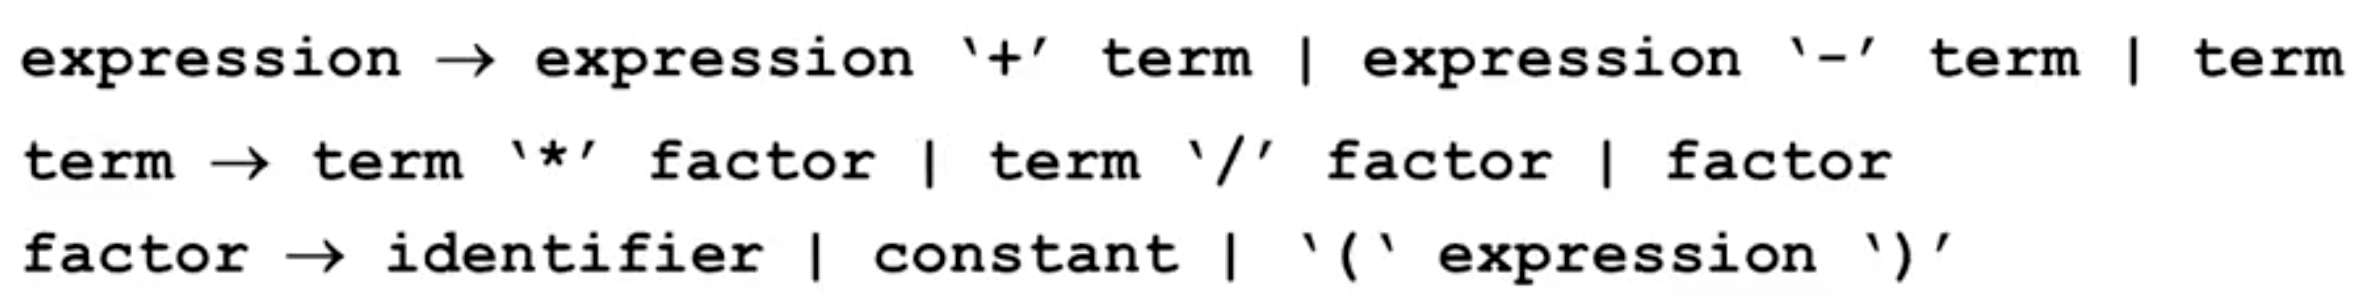 expression → expression ‘+’ term | expression ‘-’ term | term
term → term ‘*’ factor | term ‘/’ factor | factor
factor → identifier | constant | ‘(‘ expression ‘)’